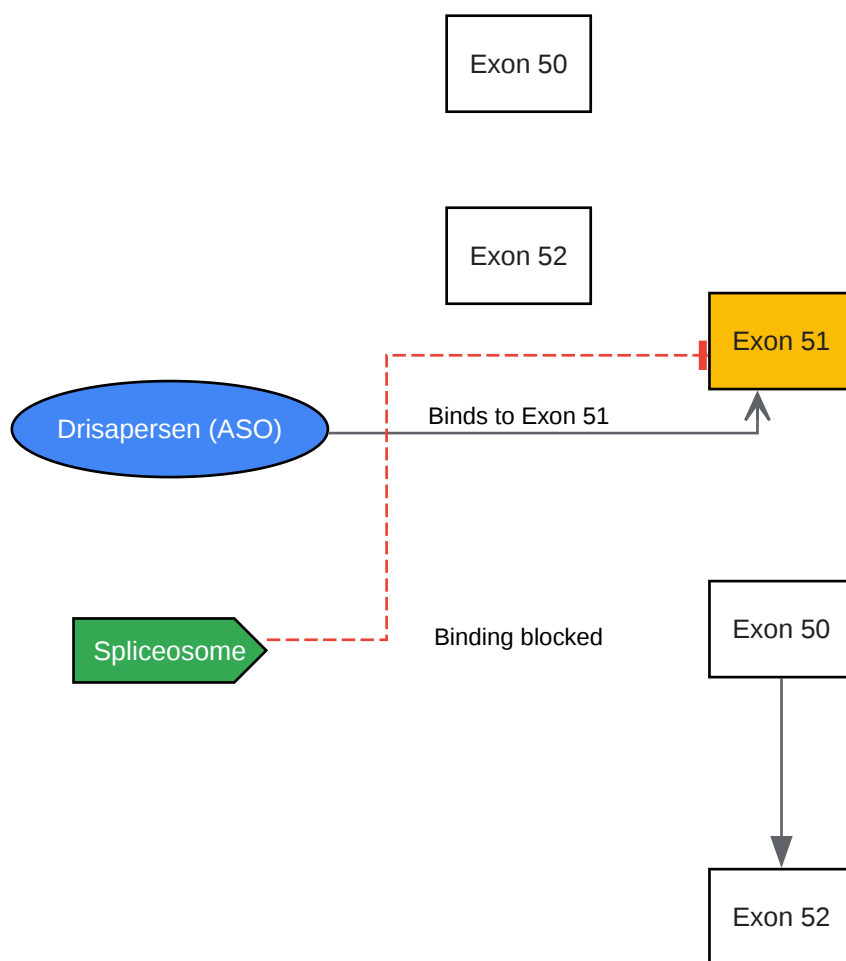 Exon 50
Exon 52
Exon 51
Binds to Exon 51
Drisapersen (ASO)
Exon 50
Binding blocked
Spliceosome
Exon 52